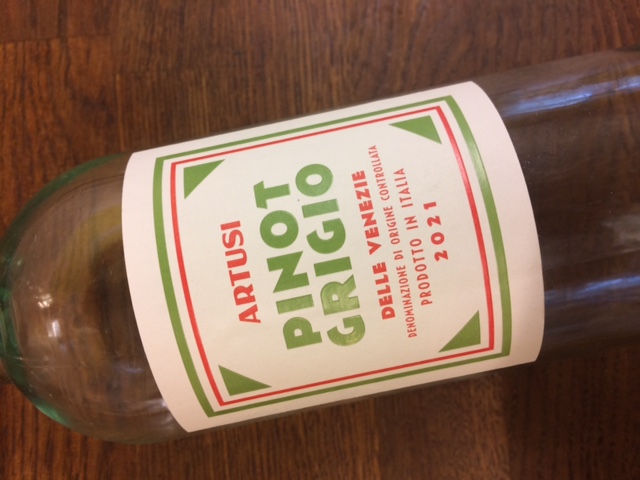 ARTUSI
PINOT
GRIGIO
DELLE VENEZIE
DENOMINAZIONE DI ORIGINE CONTROLLATA
PRODOTTO IN ITALIA
2021